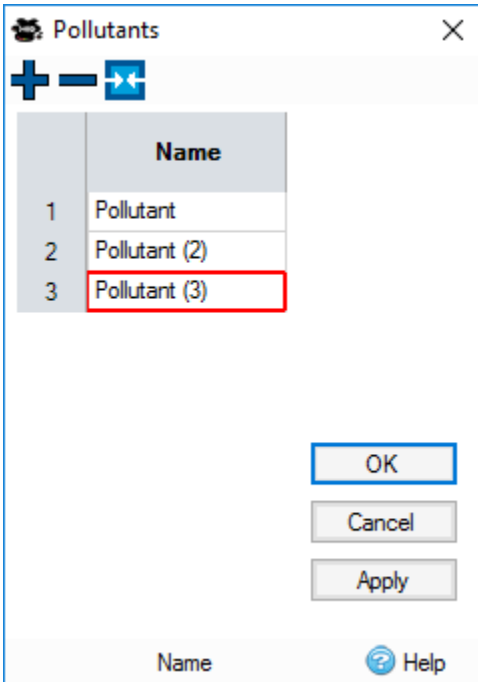 Pollutants
Name
1 Pollutant
2 Pollutant (2)
3 Pollutant (3)
OK
Cancel
Apply
Name Help